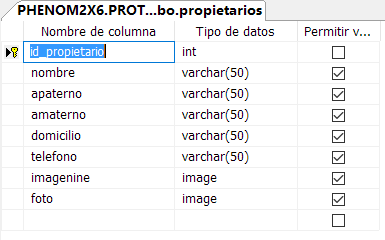 PHENOM2X6.PROT...bo.propietarios
Nombre de columna Tipo de datos Permitir v...
id_propietario int
nombre varchar(50)
apaterno varchar(50)
amaterno varchar(50)
domicilio varchar(50)
telefono varchar(50)
imagenine image
foto image